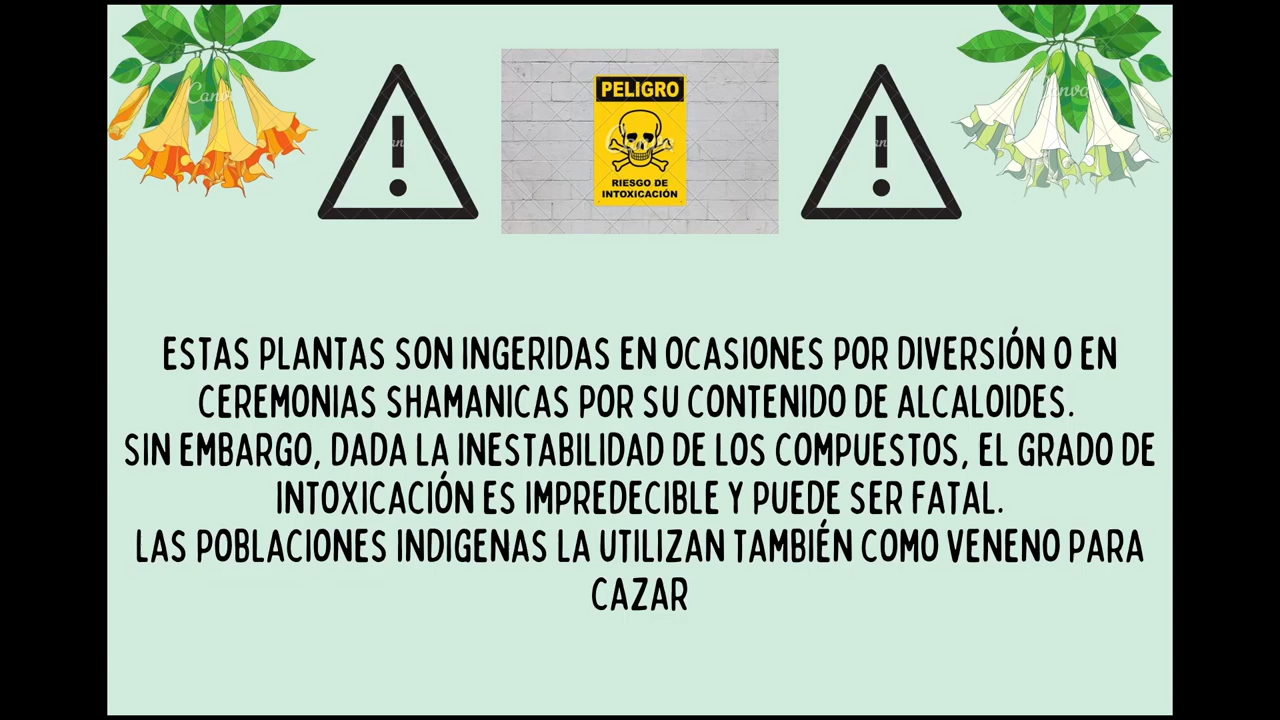 PELIGRO
RIESGO DE
INTOXICACIÓN
ESTAS PLANTAS SON INGERIDAS EN OCASIONES POR DIVERSIÓN O EN
CEREMONIAS SHAMANICAS POR SU CONTENIDO DE ALCALOIDES.
SIN EMBARGO, DADA LA INESTABILIDAD DE LOS COMPUESTOS, EL GRADO DE
INTOXICACIÓN ES IMPREDECIBLE Y PUEDE SER FATAL.
LAS POBLACIONES INDIGENAS LA UTILIZAN TAMBIÉN COMO VENENO PARA
CAZAR